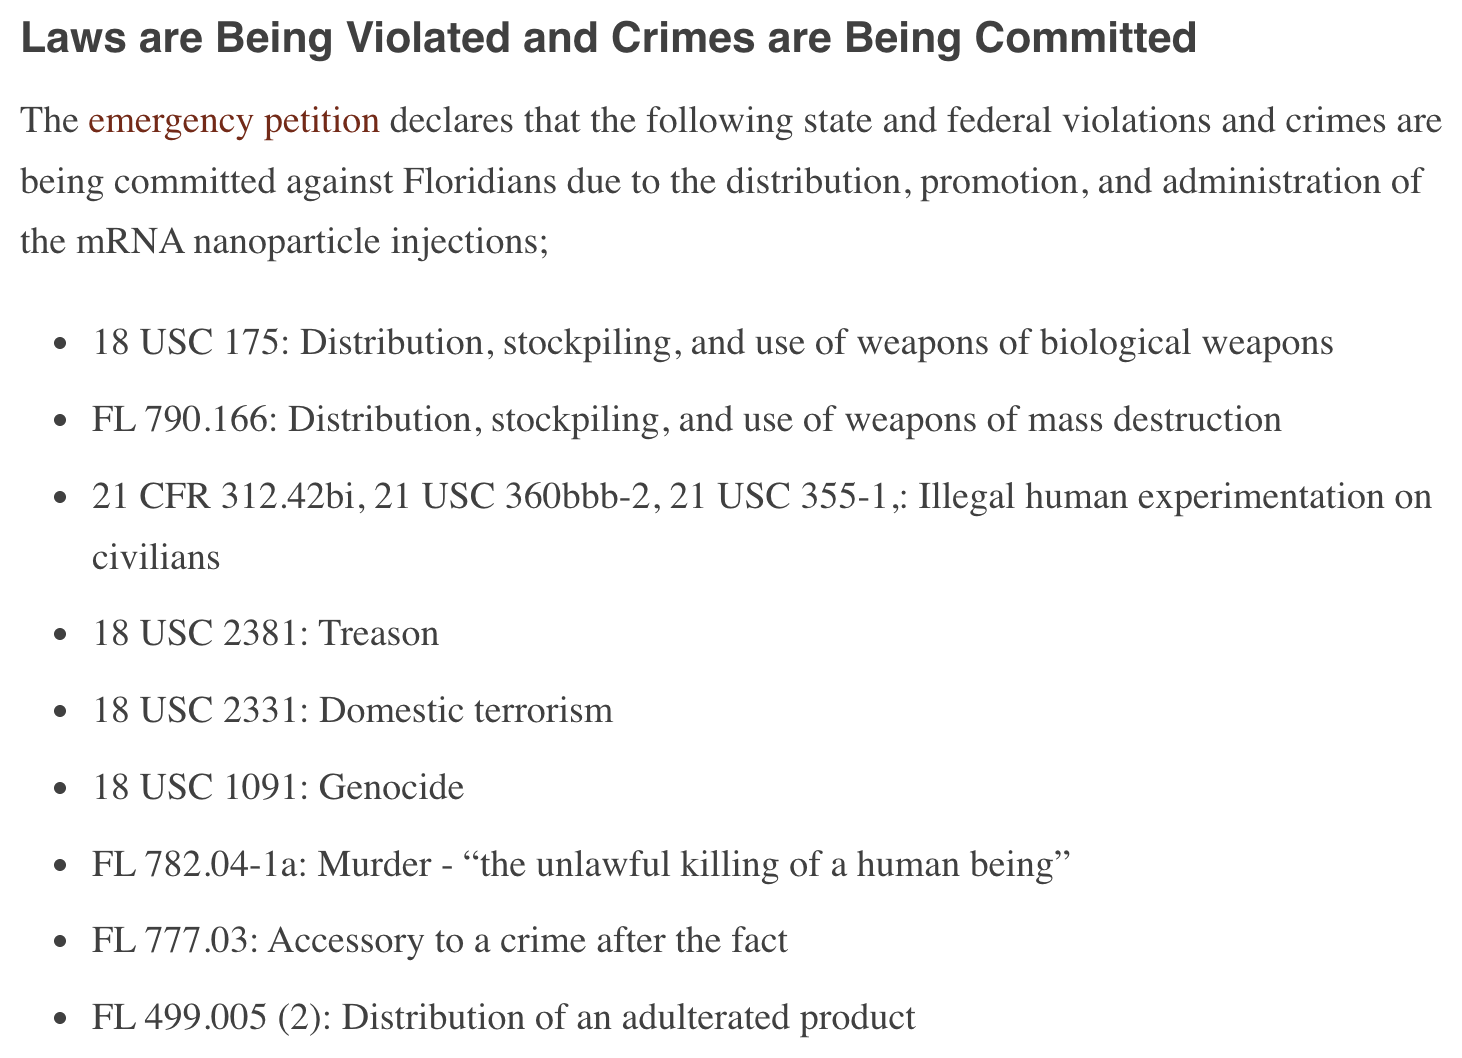 Laws are Being Violated and Crimes are Being Committed
The emergency petition declares that the following state and federal violations and crimes are
being committed against Floridians due to the distribution, promotion, and administration of
the mRNA nanoparticle injections;
• 18 USC 175: Distribution, stockpiling, and use of weapons of biological weapons
• FL 790.166: Distribution, stockpiling, and use of weapons of mass destruction
• 21 CFR 312.42bi, 21 USC 360bbb-2, 21 USC 355-1,: Illegal human experimentation on
civilians
• 18 USC 2381: Treason
• 18 USC 2331: Domestic terrorism
• 18 USC 1091: Genocide
• FL 782.04-1a: Murder - “the unlawful killing of a human being”
• FL 777.03: Accessory to a crime after the fact
• FL 499.005 (2): Distribution of an adulterated product